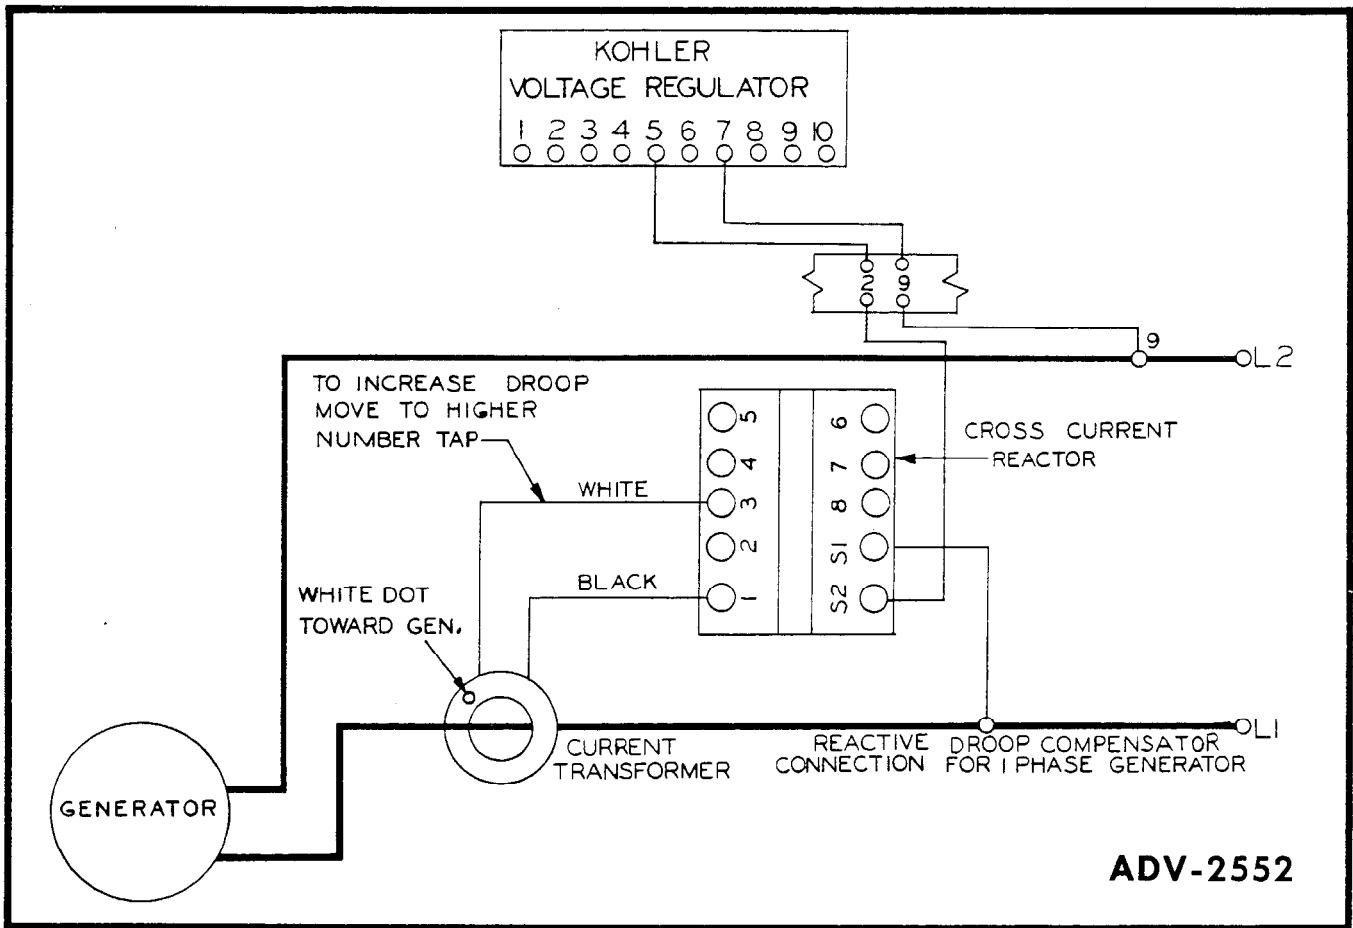 KOHLER
VOLTAGE REGULATOR
1 2 3 4 5 6 7 8 9 10
2 9
9
L2
TO INCREASE DROOP
MOVE TO HIGHER
NUMBER TAP
5
4
3
2
1
6
7
8
S1
S2
CROSS CURRENT
REACTOR
WHITE
BLACK
WHITE DOT
TOWARD GEN.
CURRENT
TRANSFORMER
L1
REACTIVE DROOP COMPENSATOR
CONNECTION FOR 1 PHASE GENERATOR
GENERATOR
ADV-2552